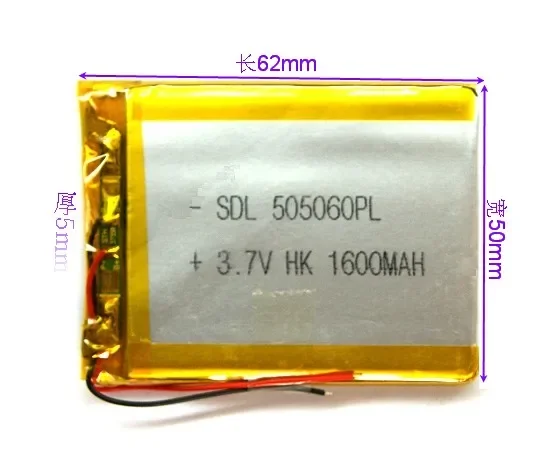 长62mm
- SDL 505060PL
+ 3.7V HK 1600MAH
宽50mm
厚5mm